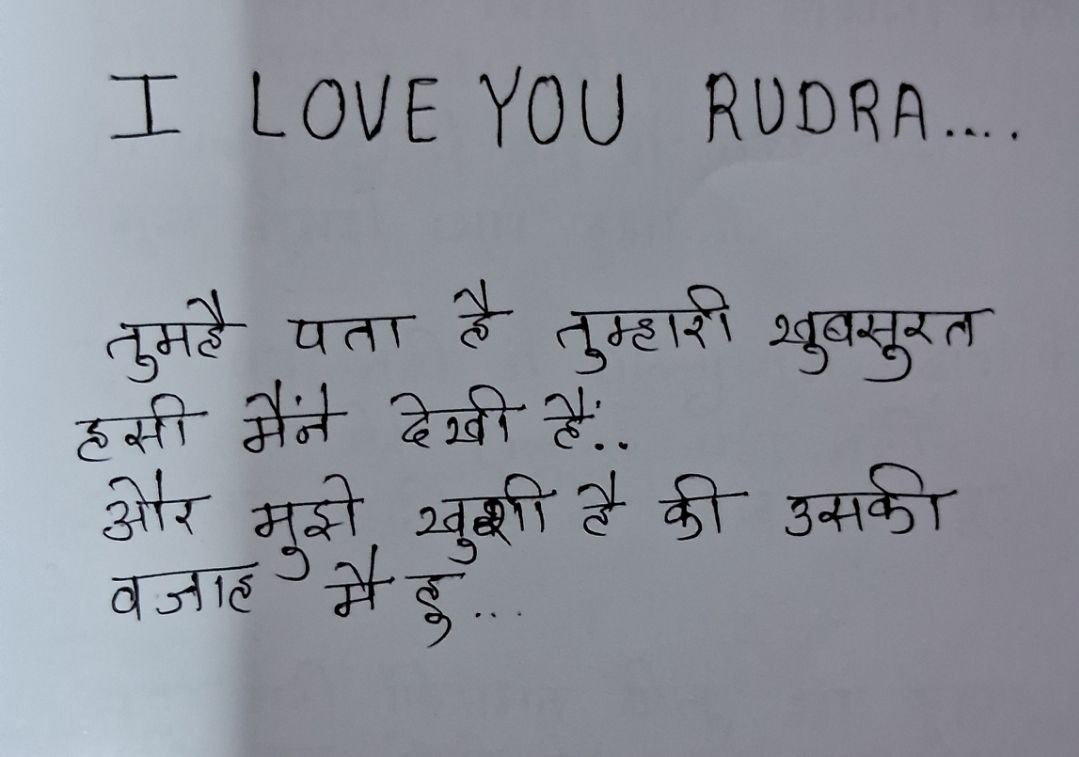 I LOVE YOU RUDRA....
तुमहै पता है तुम्हारी खुबसुरत
हसी मैंने देखी हैं..
और मुझे खुशी है की उसकी
वजाह मै हु...